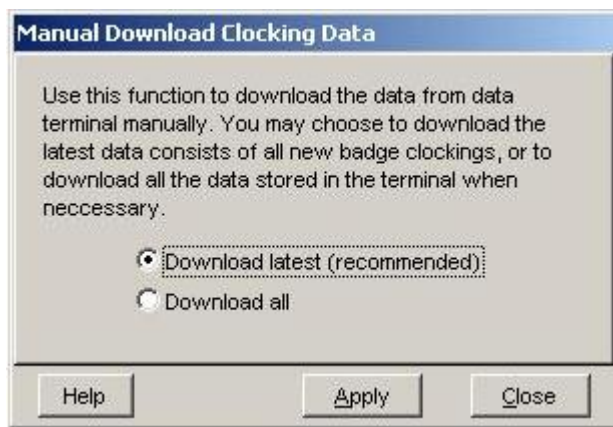 Manual Download Clocking Data
Use this function to download the data from data
terminal manually. You may choose to download the
latest data consists of all new badge clockings, or to
download all the data stored in the terminal when
neccessary.
Download latest (recommended)
Download all
Help Apply Close